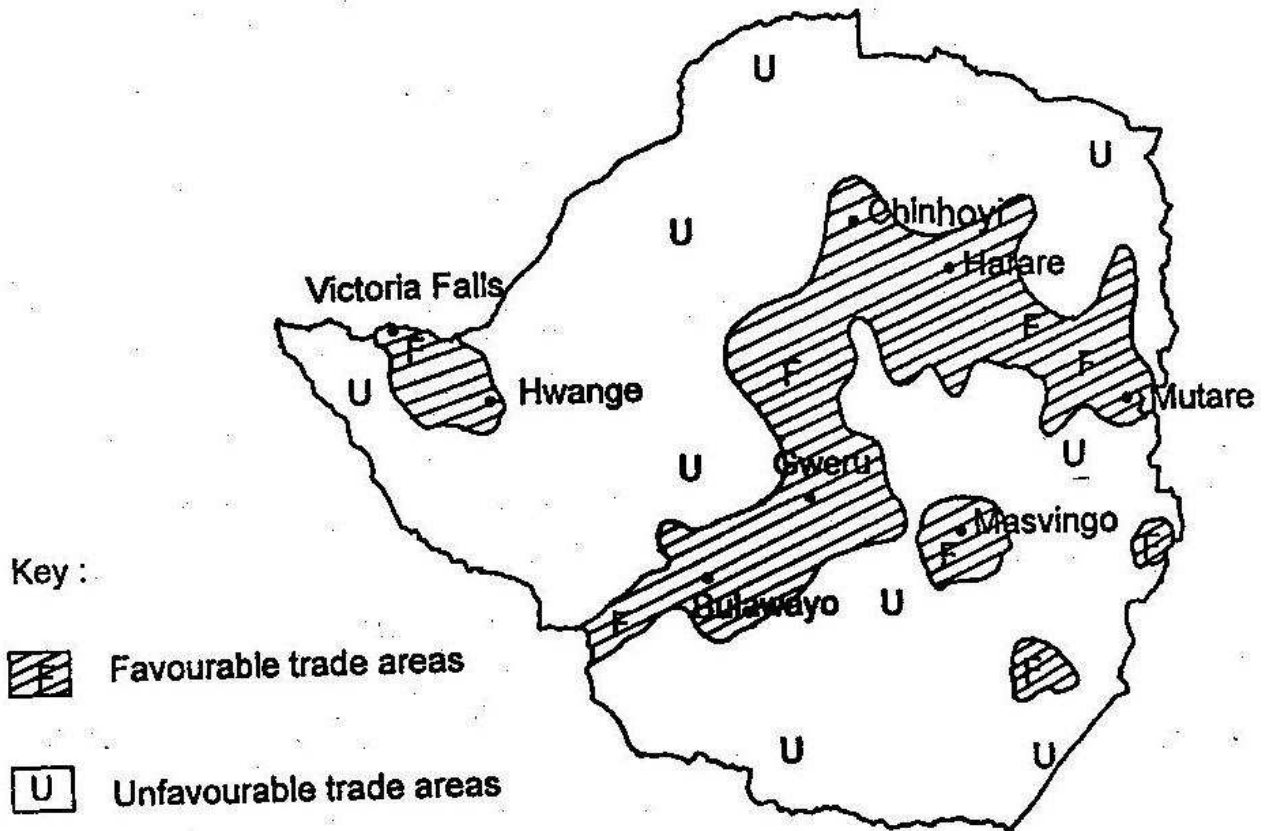 U
U
Chinhoyi
U
Harare
Victoria Falls
F
F
F
F
U
Hwange
Mutare
U
Gweru
U
Masvingo
F
F
Key :
Bulawayo
U
F
F
Favourable trade areas
F
U
U
U
Unfavourable trade areas